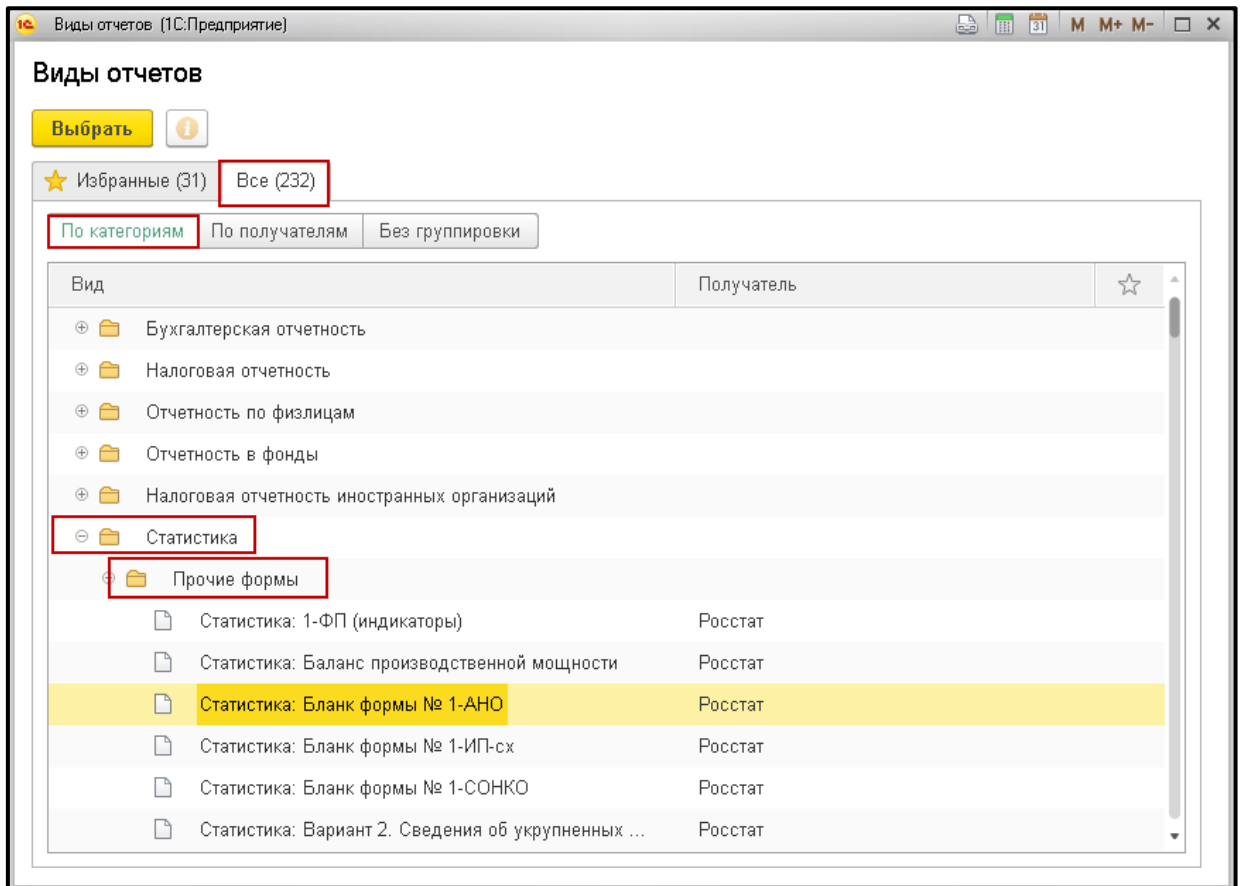 Виды отчетов (1С:Предприятие)
31 M M+ M-
Виды отчетов
Выбрать
Избранные (31) Все (232)
По категориям По получателям Без группировки
Вид Получатель
Бухгалтерская отчетность
Налоговая отчетность
Отчетность по физлицам
Отчетность в фонды
Налоговая отчетность иностранных организаций
Статистика
Прочие формы
Статистика: 1-ФП (индикаторы) Росстат
Статистика: Баланс производственной мощности Росстат
Статистика: Бланк формы № 1-АНО Росстат
Статистика: Бланк формы № 1-ИП-сх Росстат
Статистика: Бланк формы № 1-СОНКО Росстат
Статистика: Вариант 2. Сведения об укрупненных ... Росстат